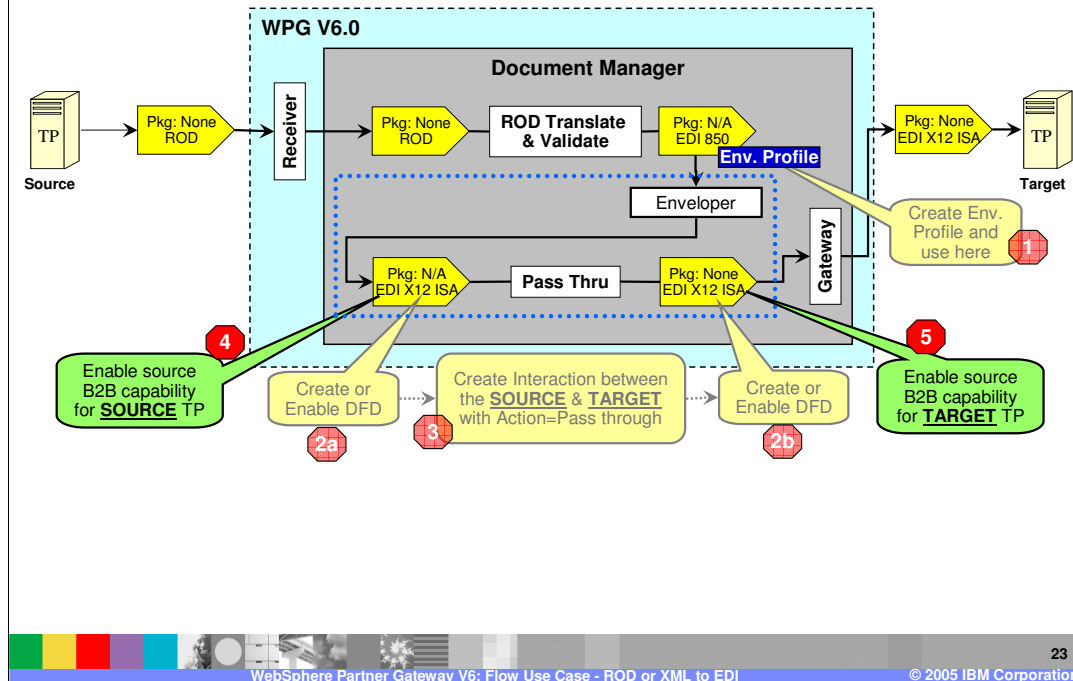 WPG V6.0
Document Manager
TP
Source
Pkg: None
ROD
Receiver
Pkg: None
ROD
ROD Translate
& Validate
Pkg: N/A
EDI 850
Env. Profile
Enveloper
Pkg: None
EDI X12 ISA
TP
Target
Create Env.
Profile and
use here
1
Pkg: N/A
EDI X12 ISA
Pass Thru
Pkg: None
EDI X12 ISA
Gateway
4
Enable source
B2B capability
for SOURCE TP
Create or
Enable DFD
2a
Create Interaction between
the SOURCE & TARGET
with Action=Pass through
3
Create or
Enable DFD
2b
5
Enable source
B2B capability
for TARGET TP
23
WebSphere Partner Gateway V6: Flow Use Case - ROD or XML to EDI
© 2005 IBM Corporation